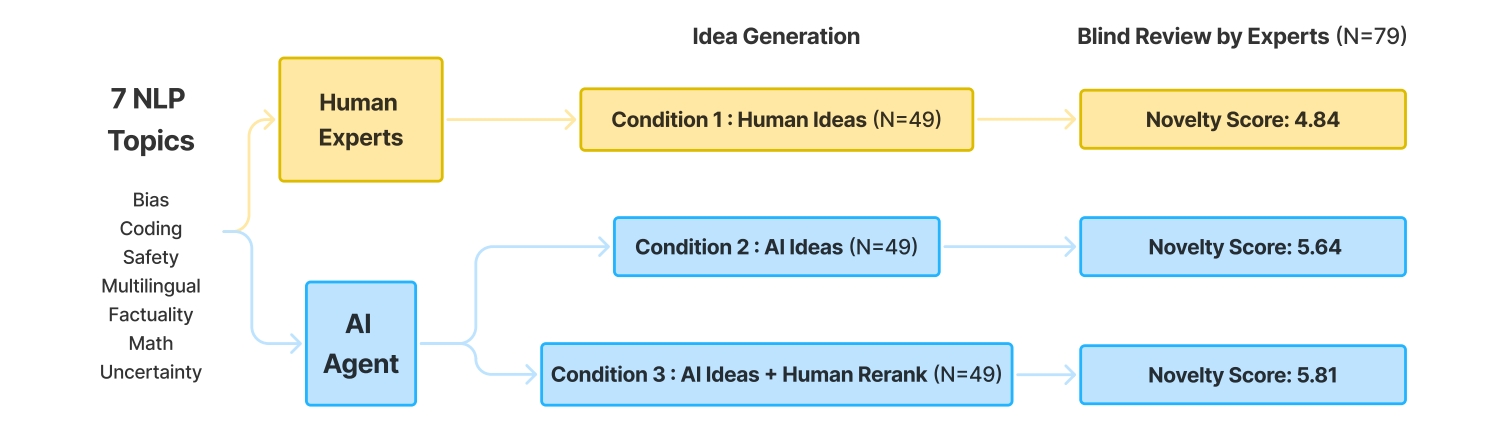 7 NLP
Topics
Bias
Coding
Safety
Multilingual
Factuality
Math
Uncertainty
Human
Experts
AI
Agent
Idea Generation
Condition 1 : Human Ideas (N=49)
Condition 2 : AI Ideas (N=49)
Condition 3 : AI Ideas + Human Rerank (N=49)
Blind Review by Experts (N=79)
Novelty Score: 4.84
Novelty Score: 5.64
Novelty Score: 5.81